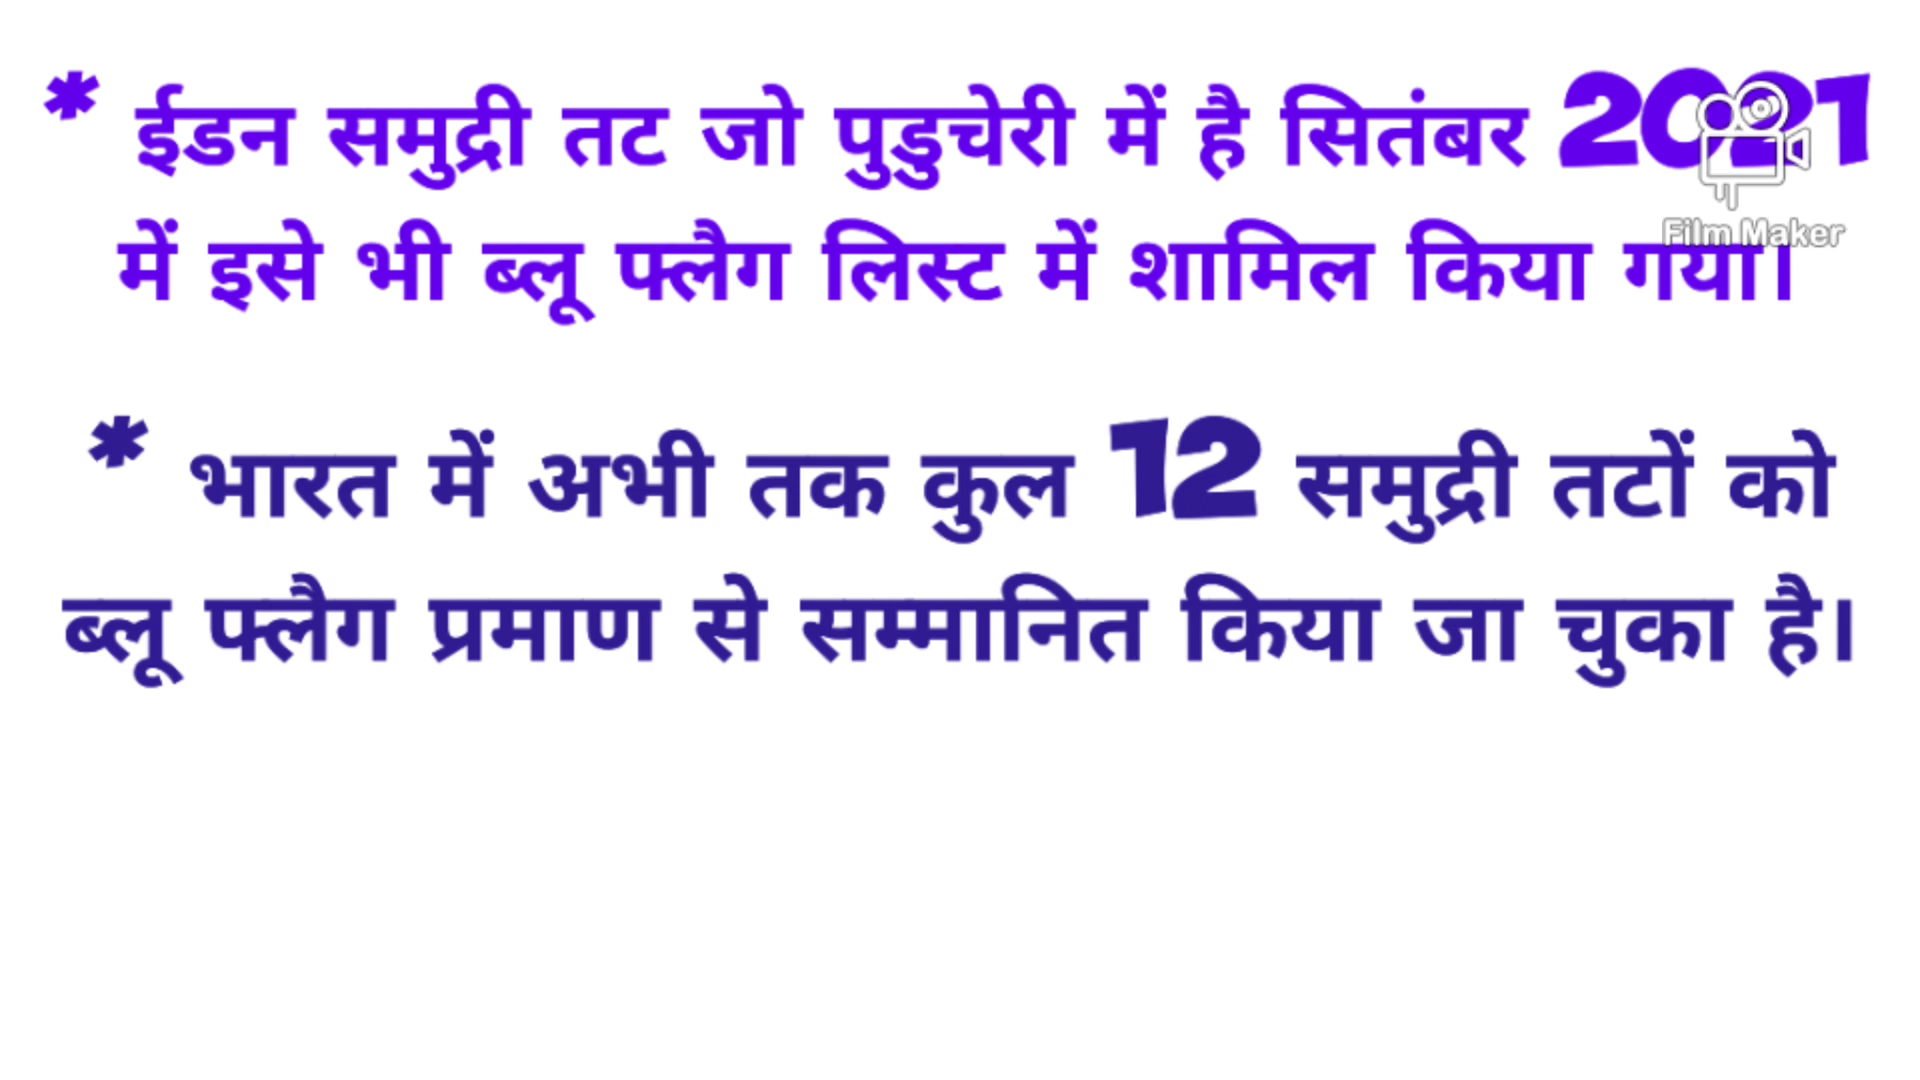 * ईडन समुद्री तट जो पुडुचेरी में है सितंबर 2021
में इसे भी ब्लू फ्लैग लिस्ट में शामिल किया गया।
Film Maker
* भारत में अभी तक कुल 12 समुद्री तटों को
ब्लू फ्लैग प्रमाण से सम्मानित किया जा चुका है।